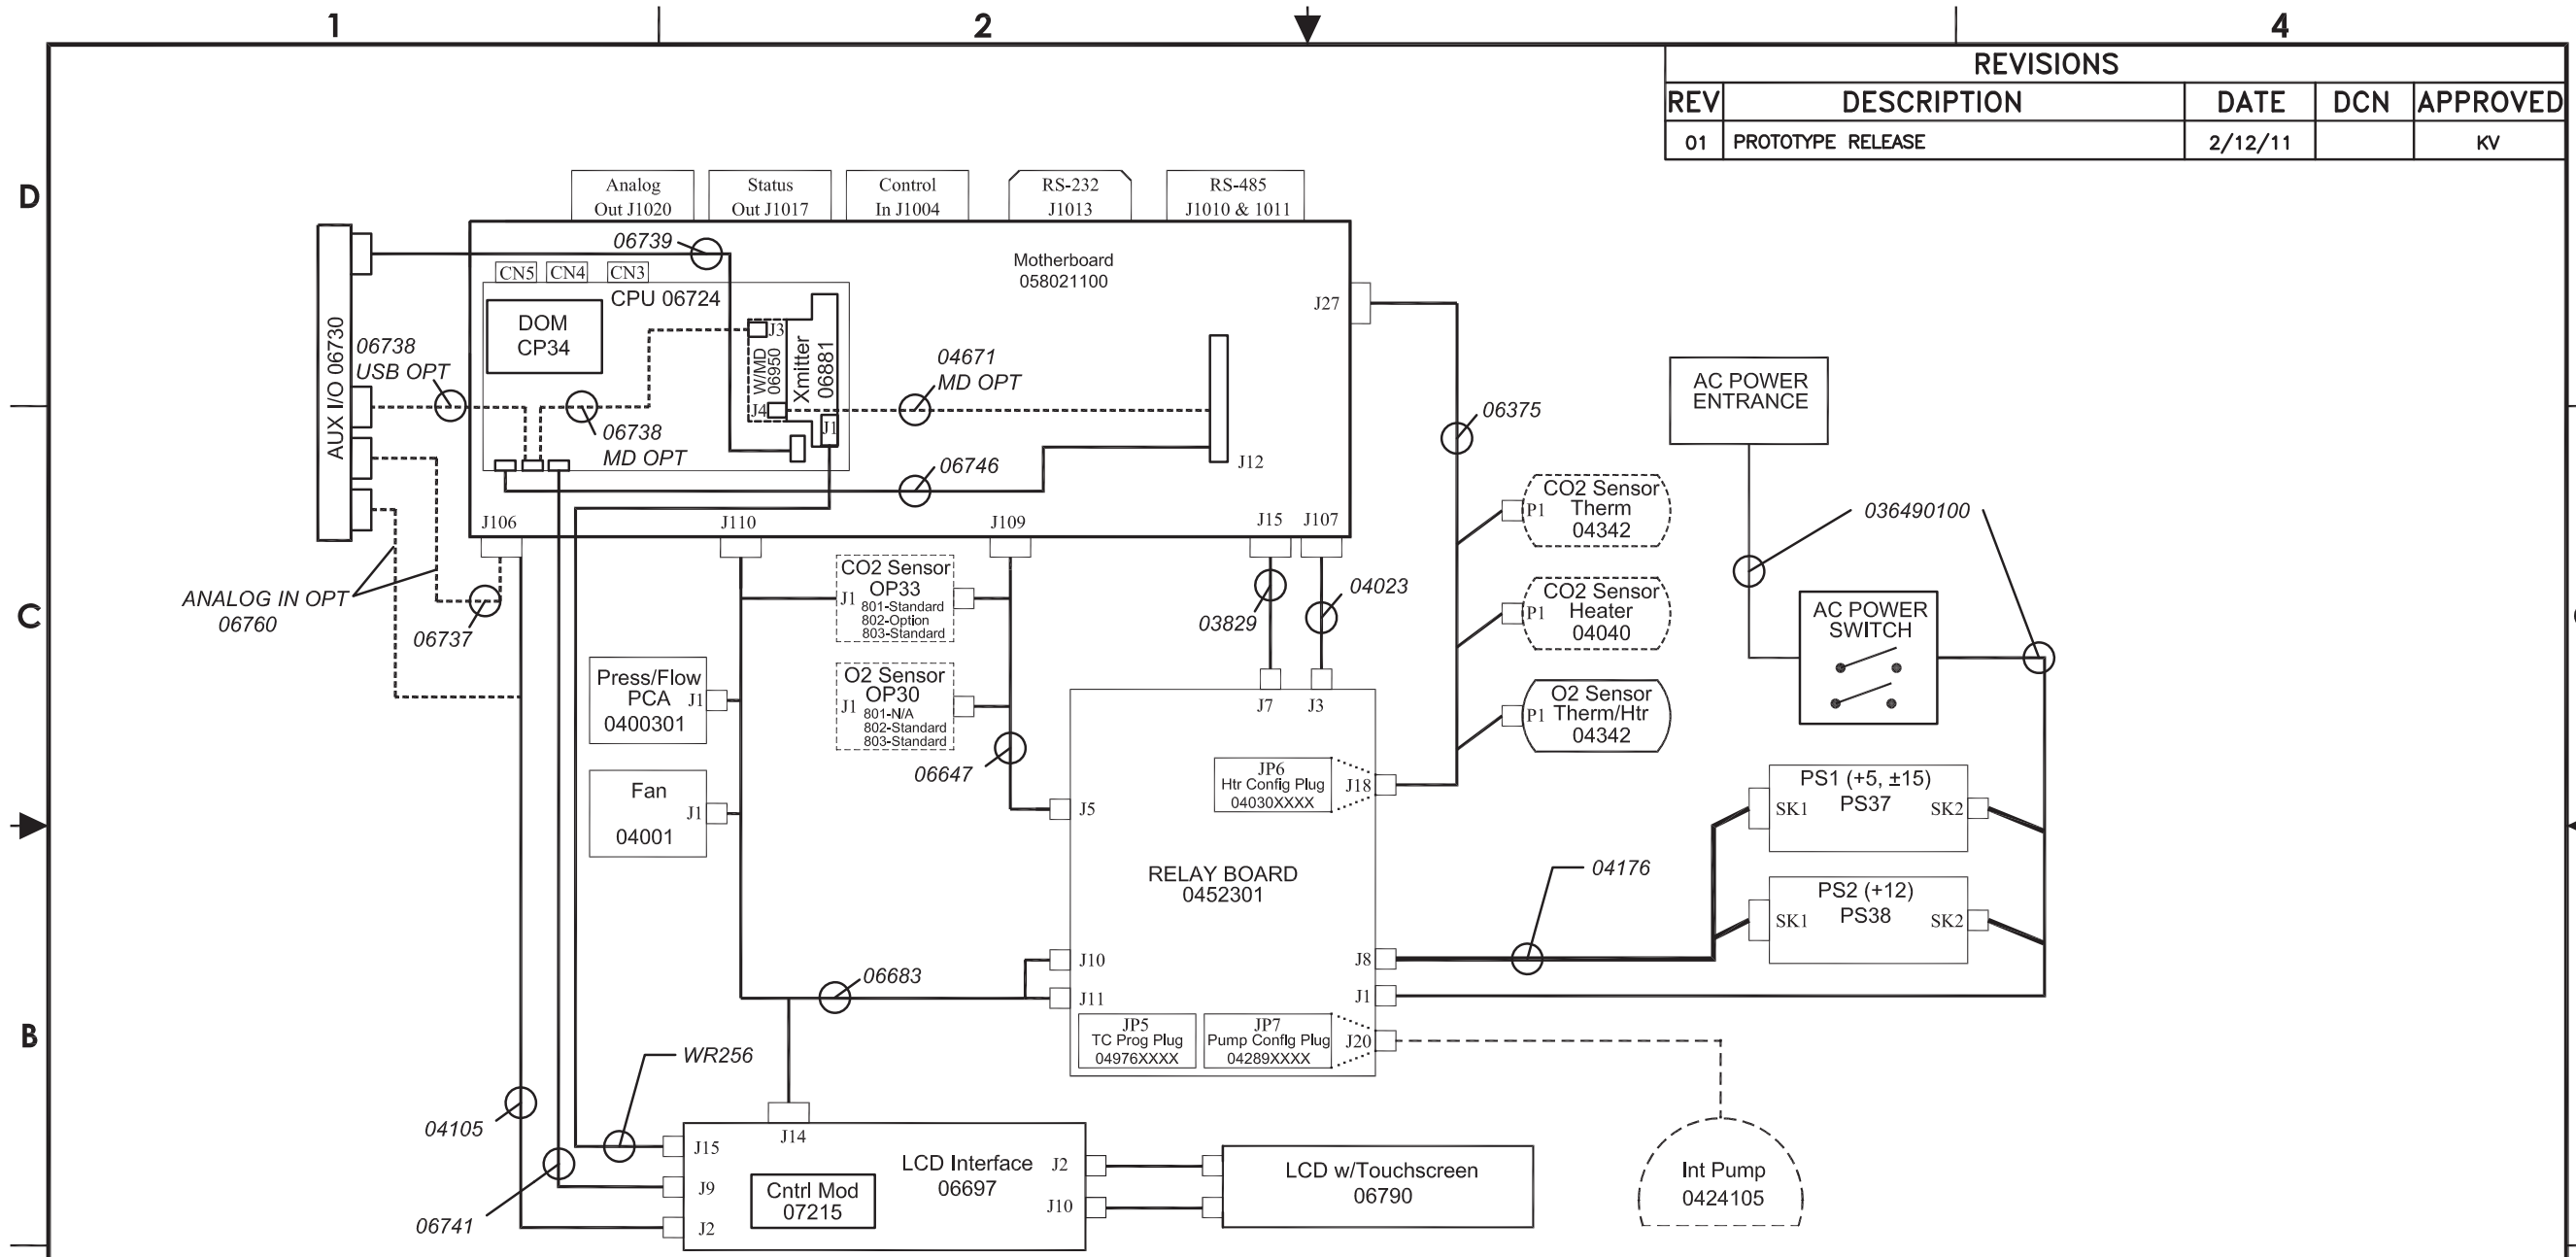 1
2
4
REVISIONS
REV DESCRIPTION DATE DCN APPROVED
01 PROTOTYPE RELEASE 2/12/11 KV
D
Analog
Out J1020
Status
Out J1017
Control
In J1004
RS-232
J1013
RS-485
J1010 & 1011
AUX I/O 06730
06739
Motherboard
058021100
CN5
CN4
CN3
CPU 06724
DOM
CP34
J3
W/MD
06950
Xmitter
06881
J4
J1
J27
06738
USB OPT
06738
MD OPT
04671
MD OPT
06746
J12
06375
J106
J110
J109
J15
J107
AC POWER
ENTRANCE
036490100
CO2 Sensor
Therm
04342
P1
CO2 Sensor
Heater
04040
P1
O2 Sensor
Therm/Htr
04342
P1
AC POWER
SWITCH
C
ANALOG IN OPT
06760
06737
CO2 Sensor
OP33
J1
801-Standard
802-Option
803-Standard
O2 Sensor
OP30
J1
801-N/A
802-Standard
803-Standard
03829
04023
Press/Flow
PCA
0400301
J1
Fan
04001
J1
06647
J7
J3
JP6
Htr Config Plug
04030XXXX
J18
J5
RELAY BOARD
0452301
04176
PS1 (+5, ±15)
PS37
SK1
SK2
PS2 (+12)
PS38
SK1
SK2
J10
J11
J8
J1
06683
B
JP5
TC Prog Plug
04976XXXX
JP7
Pump Config Plug
04289XXXX
J20
WR256
04105
06741
J14
J15
J9
J2
LCD Interface
06697
Cntrl Mod
07215
J2
J10
LCD w/Touchscreen
06790
Int Pump
0424105